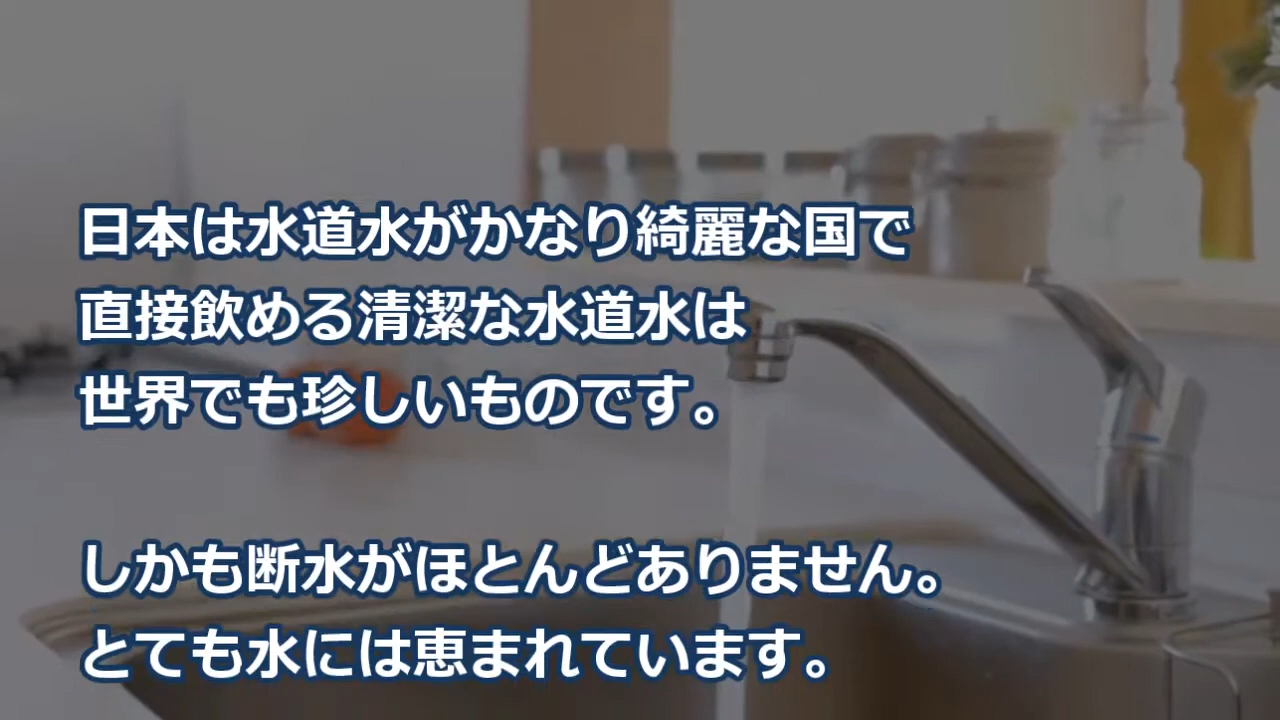 日本は水道水がかなり綺麗な国で
直接飲める清潔な水道水は
世界でも珍しいものです。
しかも断水がほとんどありません。
とても水には恵まれています。